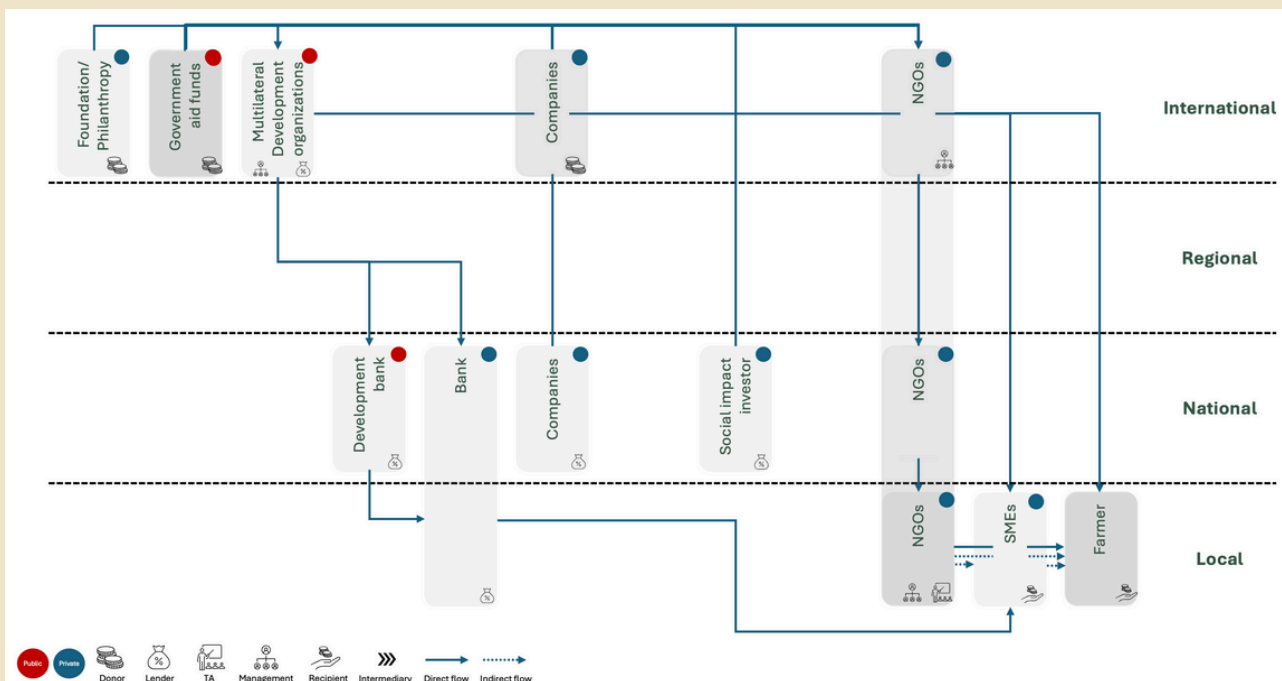 Foundation/
Philanthropy
Government
aid funds
Multilateral
Development
organizations
%
Companies
NGOs
International
Regional
Development
bank
%
Bank
Companies
%
Social impact
investor
%
NGOs
National
%
NGOs
SMEs
Farmer
Local
Public
Private
Donor
%
Lender
TA
Management
Recipient
Intermediary
Direct flow
Indirect flow